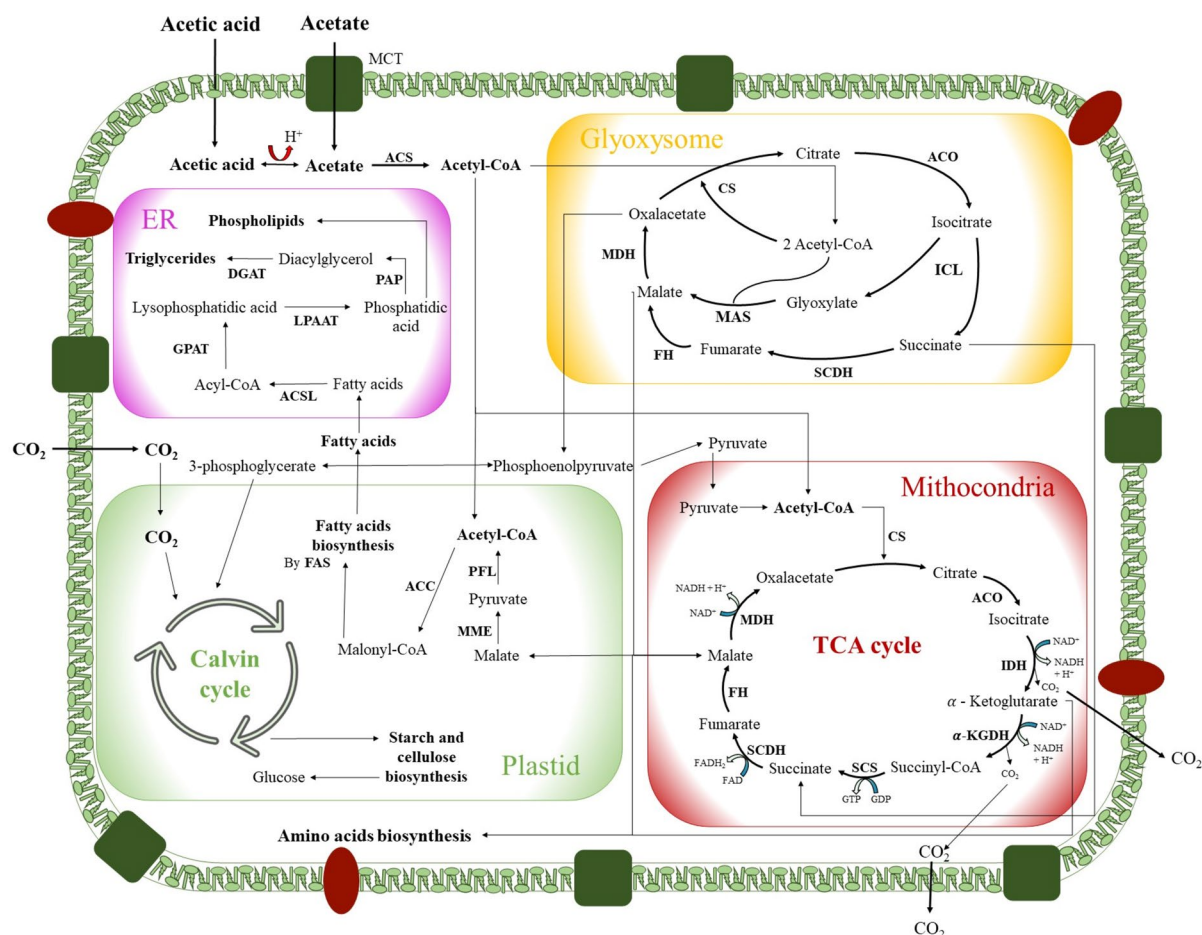 Acetic acid
Acetate
MCT
H⁺
Acetic acid
Acetate
ACS
Acetyl-CoA
Glyoxysome
Citrate
ACO
CS
Oxalacetate
Isocitrate
2 Acetyl-CoA
MDH
ICL
Malate
Glyoxylate
MAS
FH
Fumarate
Succinate
SCDH
ER
Phospholipids
Triglycerides
Diacylglycerol
DGAT
PAP
Lysophosphatidic acid
LPAAT
Phosphatidic
acid
GPAT
Acyl-CoA
ACSL
Fatty acids
CO₂
CO₂
Fatty acids
3-phosphoglycerate
Phosphoenolpyruvate
Pyruvate
CO₂
Fatty acids
biosynthesis
By FAS
Acetyl-CoA
ACC
PFL
Pyruvate
MME
Malonyl-CoA
Malate
Calvin
cycle
Starch and
cellulose
biosynthesis
Glucose
Plastid
Mithocondria
Pyruvate
Acetyl-CoA
CS
Oxalacetate
Citrate
NADH + H⁺
NAD⁺
MDH
ACO
Isocitrate
Malate
TCA cycle
IDH
NAD⁺
NADH
+ H⁺
CO₂
FH
α - Ketoglutarate
Fumarate
α-KGDH
NAD⁺
NADH
+ H⁺
SCDH
FADH₂
FAD
Succinate
SCS
Succinyl-CoA
CO₂
GTP
GDP
CO₂
Amino acids biosynthesis
CO₂
CO₂